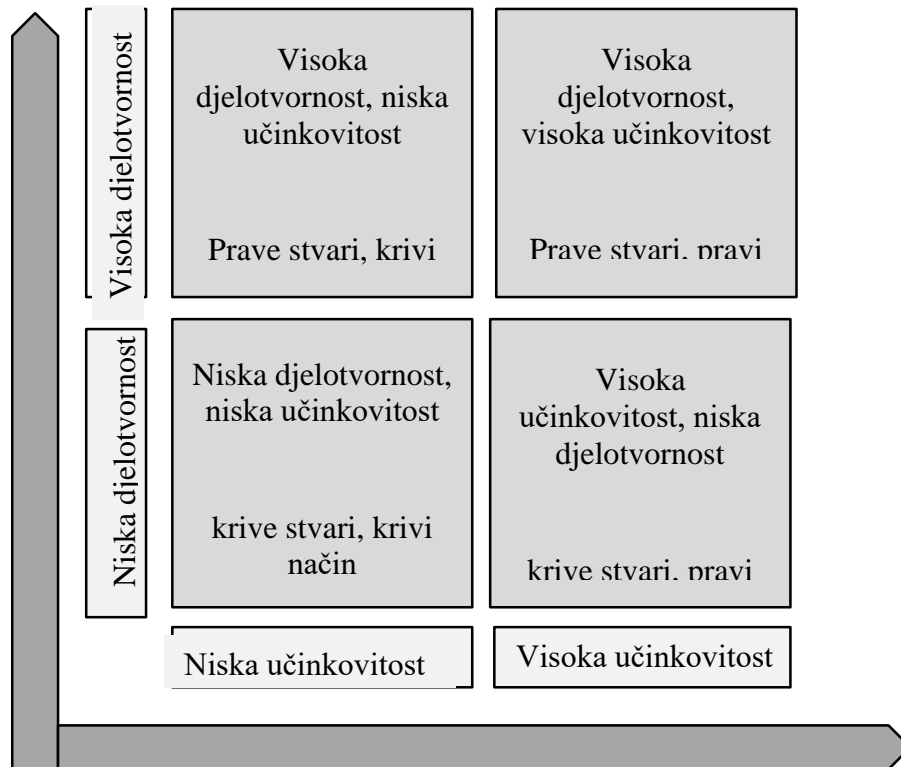 Visoka djelotvornost
Visoka
djelotvornost, niska
učinkovitost
Prave stvari, krivi
Visoka
djelotvornost,
visoka učinkovitost
Prave stvari, pravi
Niska djelotvornost
Niska djelotvornost,
niska učinkovitost
krive stvari, krivi
način
Visoka
učinkovitost, niska
djelotvornost
krive stvari, pravi
Niska učinkovitost
Visoka učinkovitost